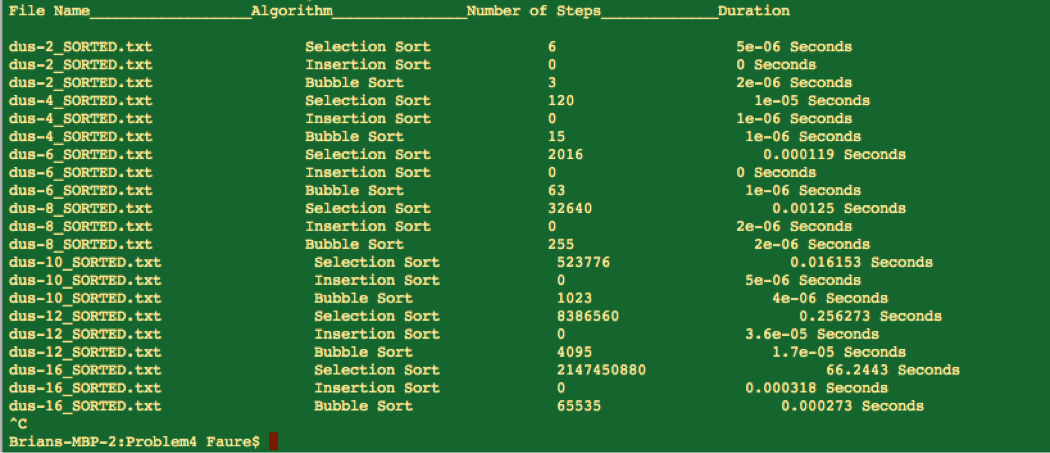 File Name__________________Algorithm_______________Number of Steps_____________Duration
dus-2_SORTED.txt Selection Sort 6 5e-06 Seconds
dus-2_SORTED.txt Insertion Sort 0 0 Seconds
dus-2_SORTED.txt Bubble Sort 3 2e-06 Seconds
dus-4_SORTED.txt Selection Sort 120 1e-05 Seconds
dus-4_SORTED.txt Insertion Sort 0 1e-06 Seconds
dus-4_SORTED.txt Bubble Sort 15 1e-06 Seconds
dus-6_SORTED.txt Selection Sort 2016 0.000119 Seconds
dus-6_SORTED.txt Insertion Sort 0 0 Seconds
dus-6_SORTED.txt Bubble Sort 63 1e-06 Seconds
dus-8_SORTED.txt Selection Sort 32640 0.00125 Seconds
dus-8_SORTED.txt Insertion Sort 0 2e-06 Seconds
dus-8_SORTED.txt Bubble Sort 255 2e-06 Seconds
dus-10_SORTED.txt Selection Sort 523776 0.016153 Seconds
dus-10_SORTED.txt Insertion Sort 0 5e-06 Seconds
dus-10_SORTED.txt Bubble Sort 1023 4e-06 Seconds
dus-12_SORTED.txt Selection Sort 8386560 0.256273 Seconds
dus-12_SORTED.txt Insertion Sort 0 3.6e-05 Seconds
dus-12_SORTED.txt Bubble Sort 4095 1.7e-05 Seconds
dus-16_SORTED.txt Selection Sort 2147450880 66.2443 Seconds
dus-16_SORTED.txt Insertion Sort 0 0.000318 Seconds
dus-16_SORTED.txt Bubble Sort 65535 0.000273 Seconds
^C
Brians-MBP-2:Problem4 Faure$